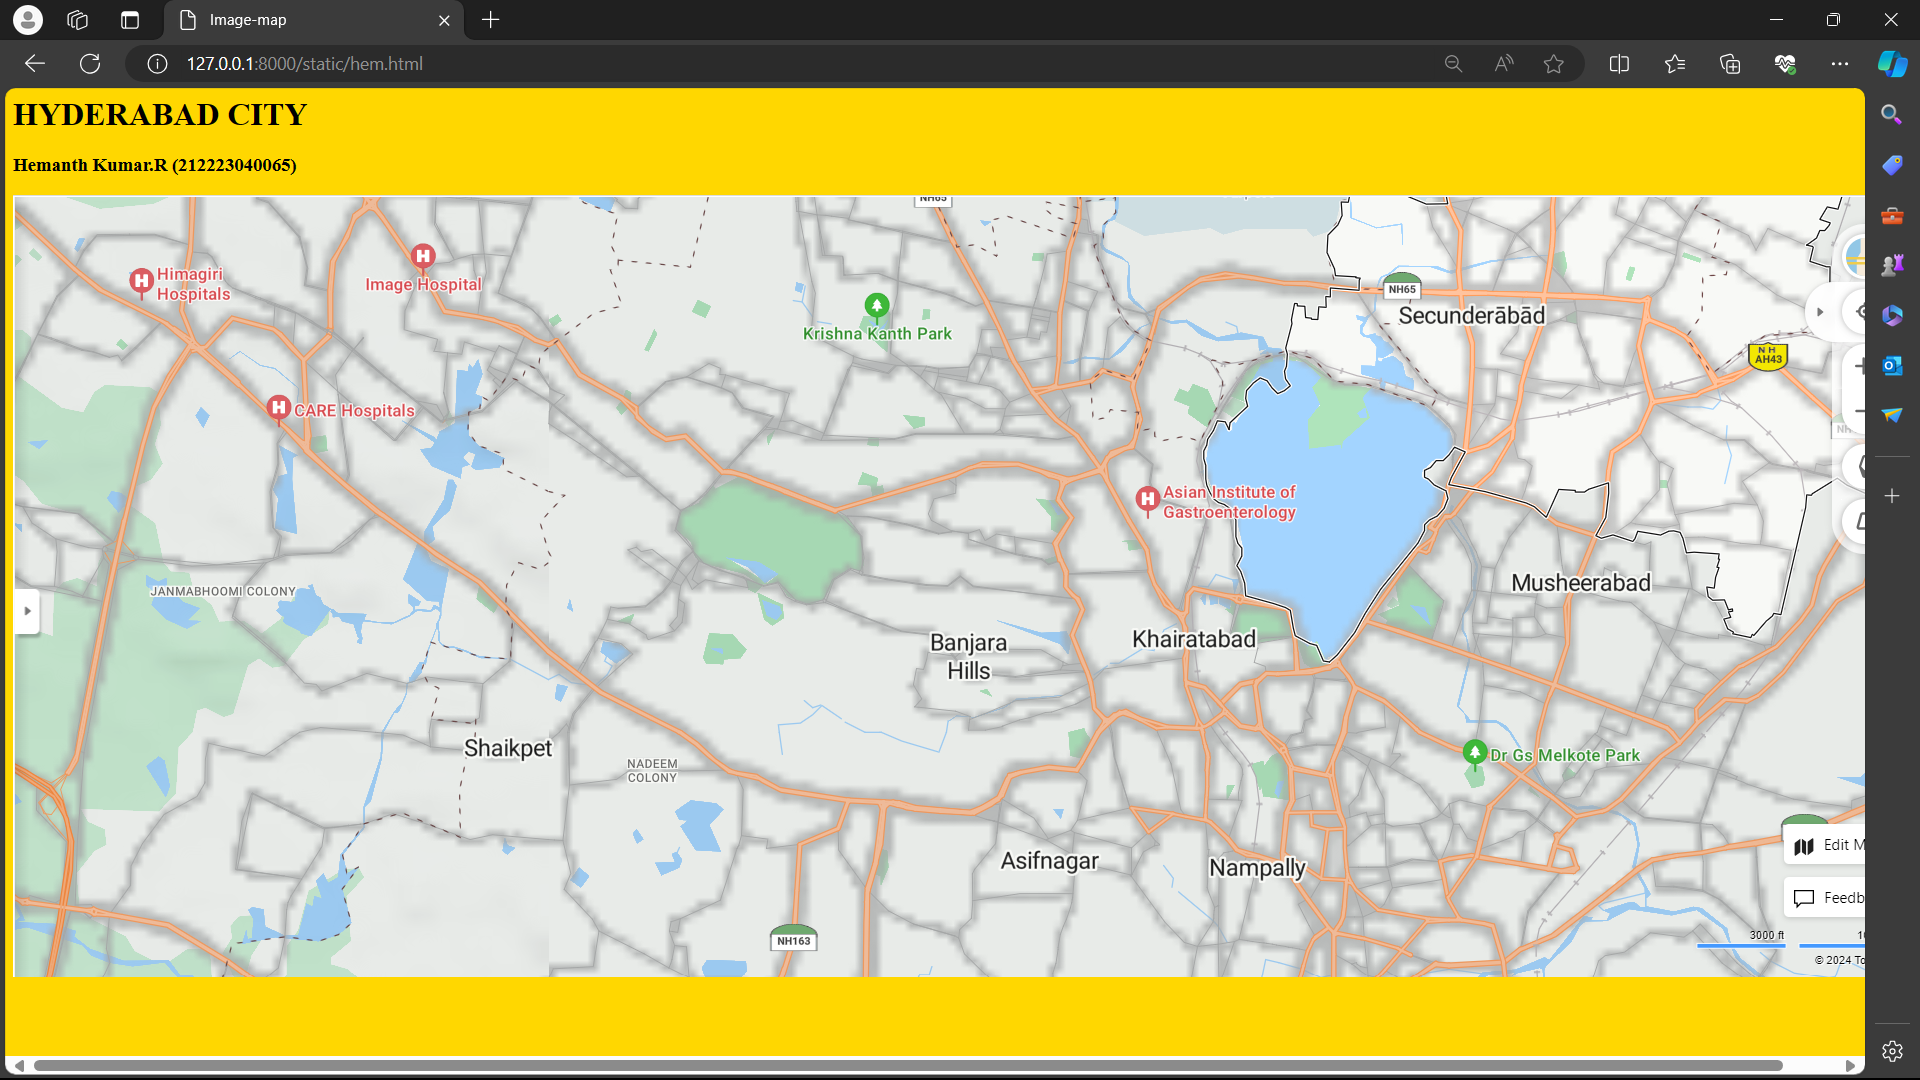 Image-map
127.0.0.1:8000/static/hem.html
HYDERABAD CITY
Hemanth Kumar.R (212223040065)
NH65
Himagiri
Hospitals
Image Hospital
Krishna Kanth Park
NH65
Secunderābād
NH
AH43
CARE Hospitals
NH
Asian Institute of
Gastroenterology
JANMABHOOMI COLONY
Musheerabad
Banjara
Hills
Khairatabad
Shaikpet
NADEEM
COLONY
Dr Gs Melkote Park
Asifnagar
Nampally
Edit M
Feedb
NH163
3000 ft
1
© 2024 To